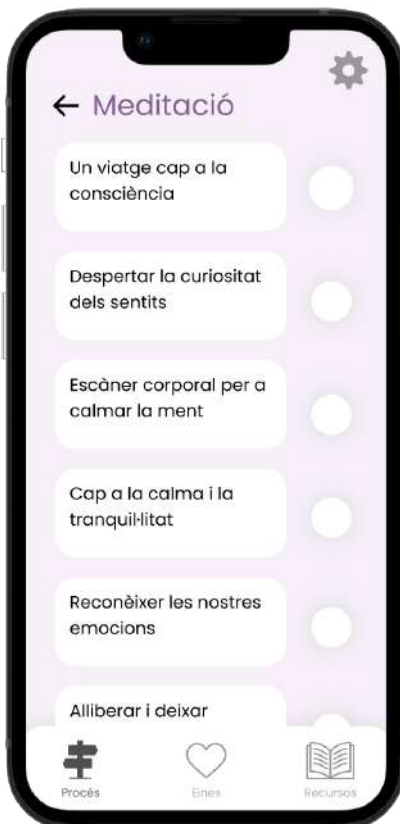 Meditació
Un viatge cap a la
consciència
Despertar la curiositat
dels sentits
Escàner corporal per a
calmar la ment
Cap a la calma i la
tranquil·litat
Reconèixer les nostres
emocions
Alliberar i deixar
Procés
Eines
Recursos